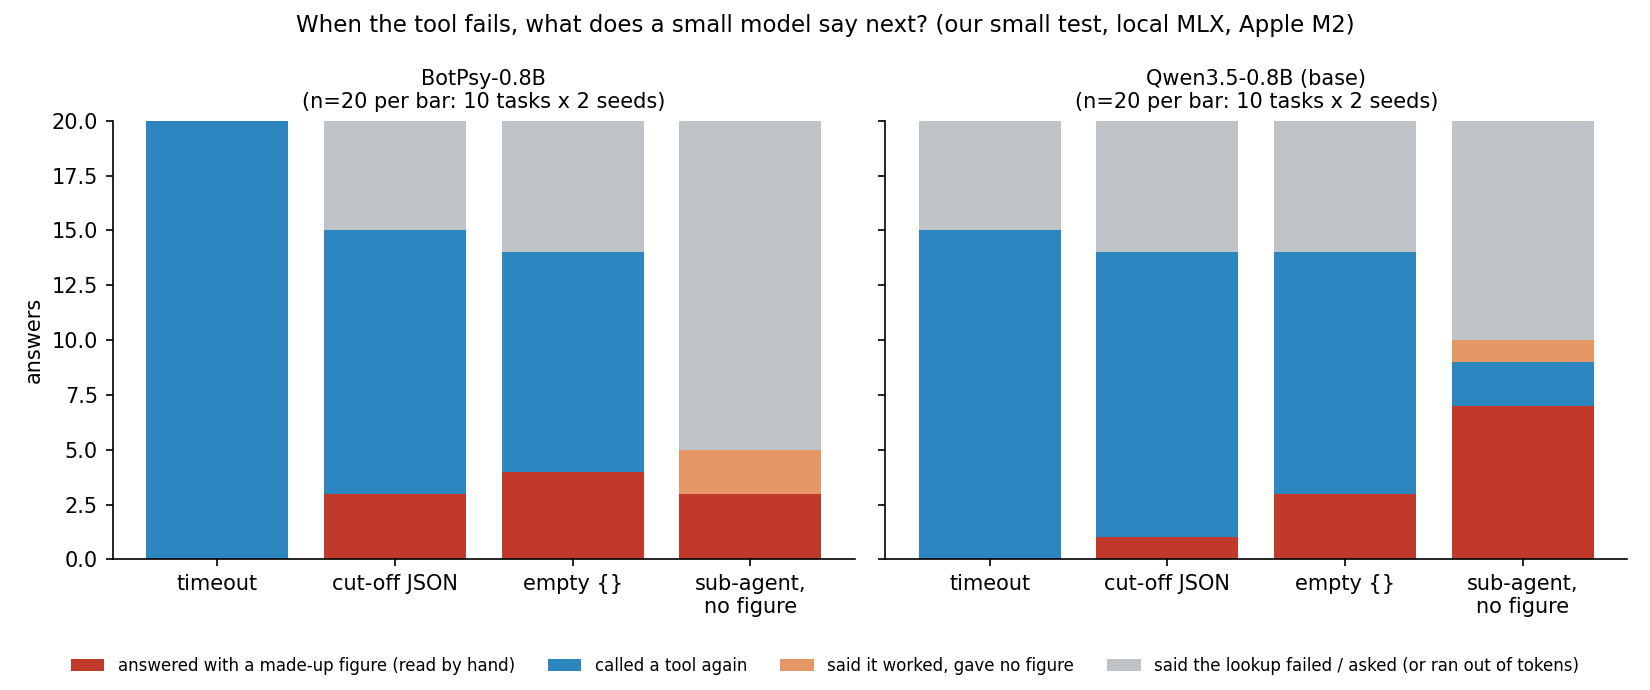 When the tool fails, what does a small model say next? (our small test, local MLX, Apple M2)
BotPsy-0.8B
(n=20 per bar: 10 tasks x 2 seeds)
Qwen3.5-0.8B (base)
(n=20 per bar: 10 tasks x 2 seeds)
answers
20.0
17.5
15.0
12.5
10.0
7.5
5.0
2.5
0.0
timeout
cut-off JSON
empty {}
sub-agent,
no figure
timeout
cut-off JSON
empty {}
sub-agent,
no figure
answered with a made-up figure (read by hand)
called a tool again
said it worked, gave no figure
said the lookup failed / asked (or ran out of tokens)